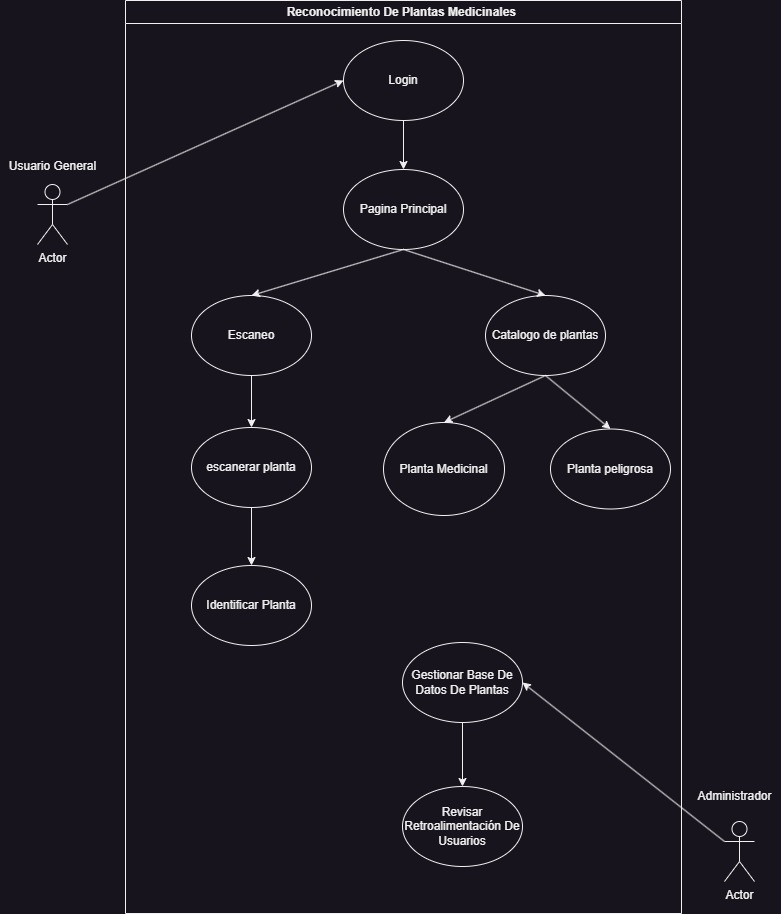 Reconocimiento De Plantas Medicinales
Login
Usuario General
Actor
Pagina Principal
Escaneo
Catalogo de plantas
escanerar planta
Planta Medicinal
Planta peligrosa
Identificar Planta
Gestionar Base De
Datos De Plantas
Revisar
Retroalimentación De
Usuarios
Administrador
Actor